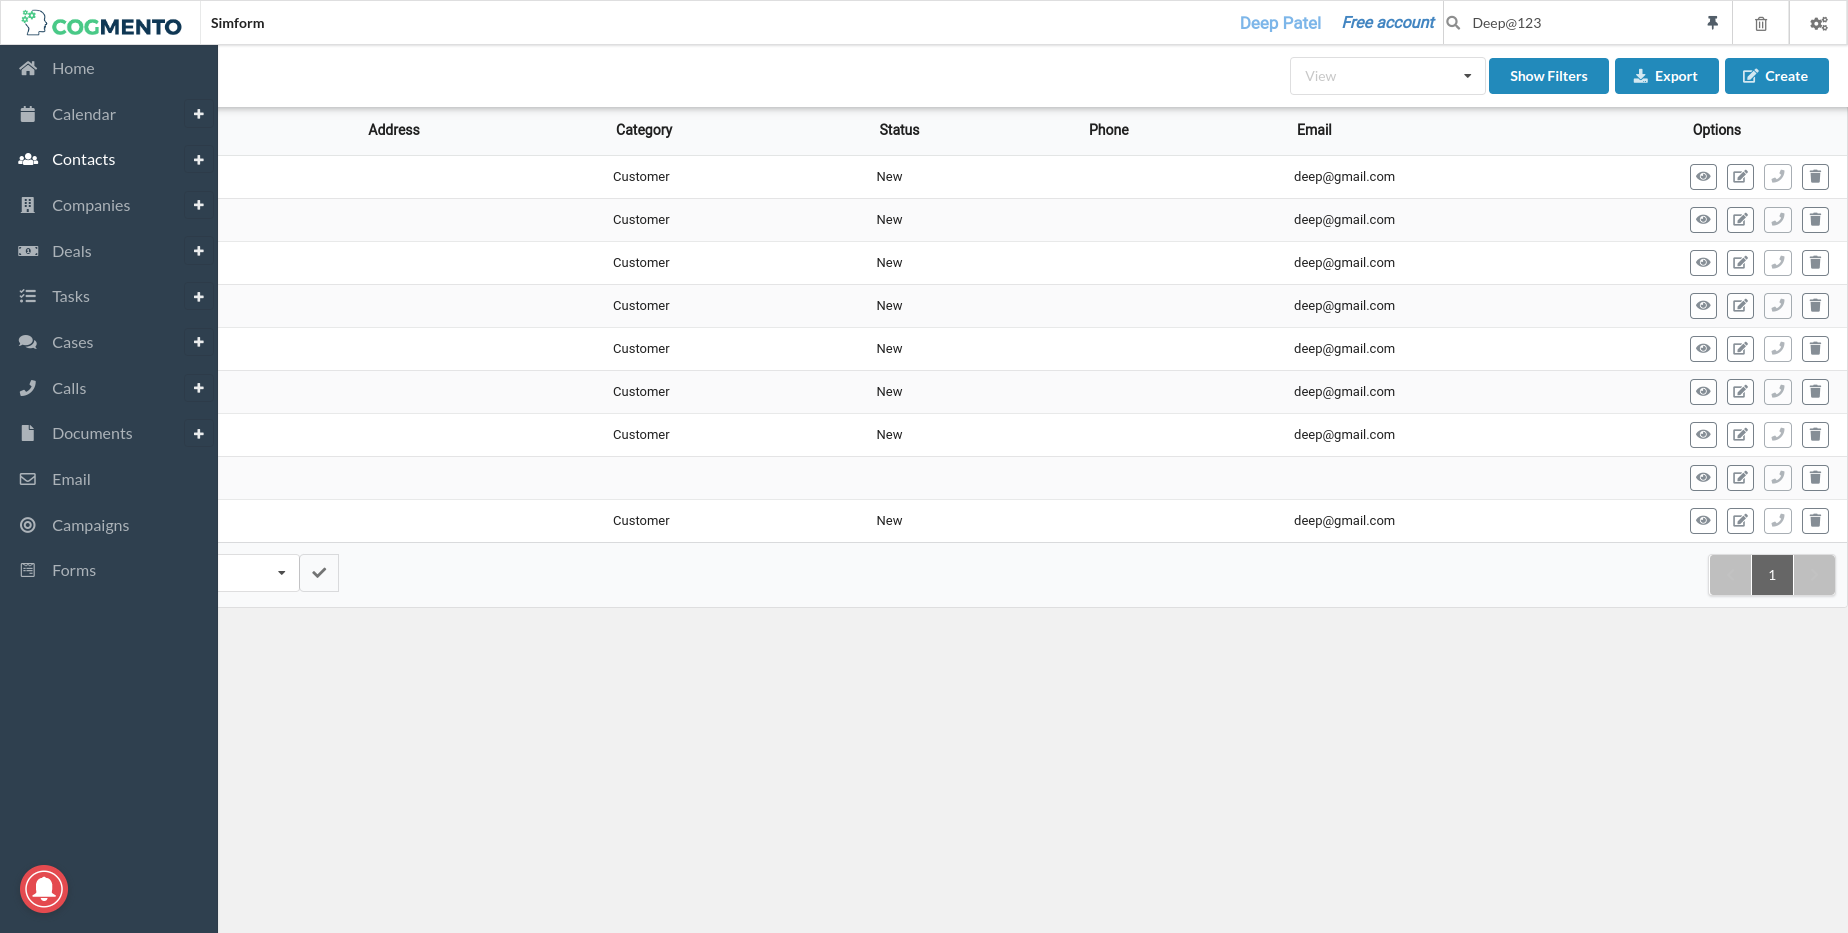 COGMENTO Simform Deep Patel Free account Deep@123
Home
View Show Filters Export Create
Calendar
Address Category Status Phone Email Options
Contacts
Customer New deep@gmail.com
Companies
Customer New deep@gmail.com
Deals
Customer New deep@gmail.com
Tasks
Customer New deep@gmail.com
Cases
Customer New deep@gmail.com
Calls
Customer New deep@gmail.com
Documents
Customer New deep@gmail.com
Email
Campaigns
Customer New deep@gmail.com
Forms
1